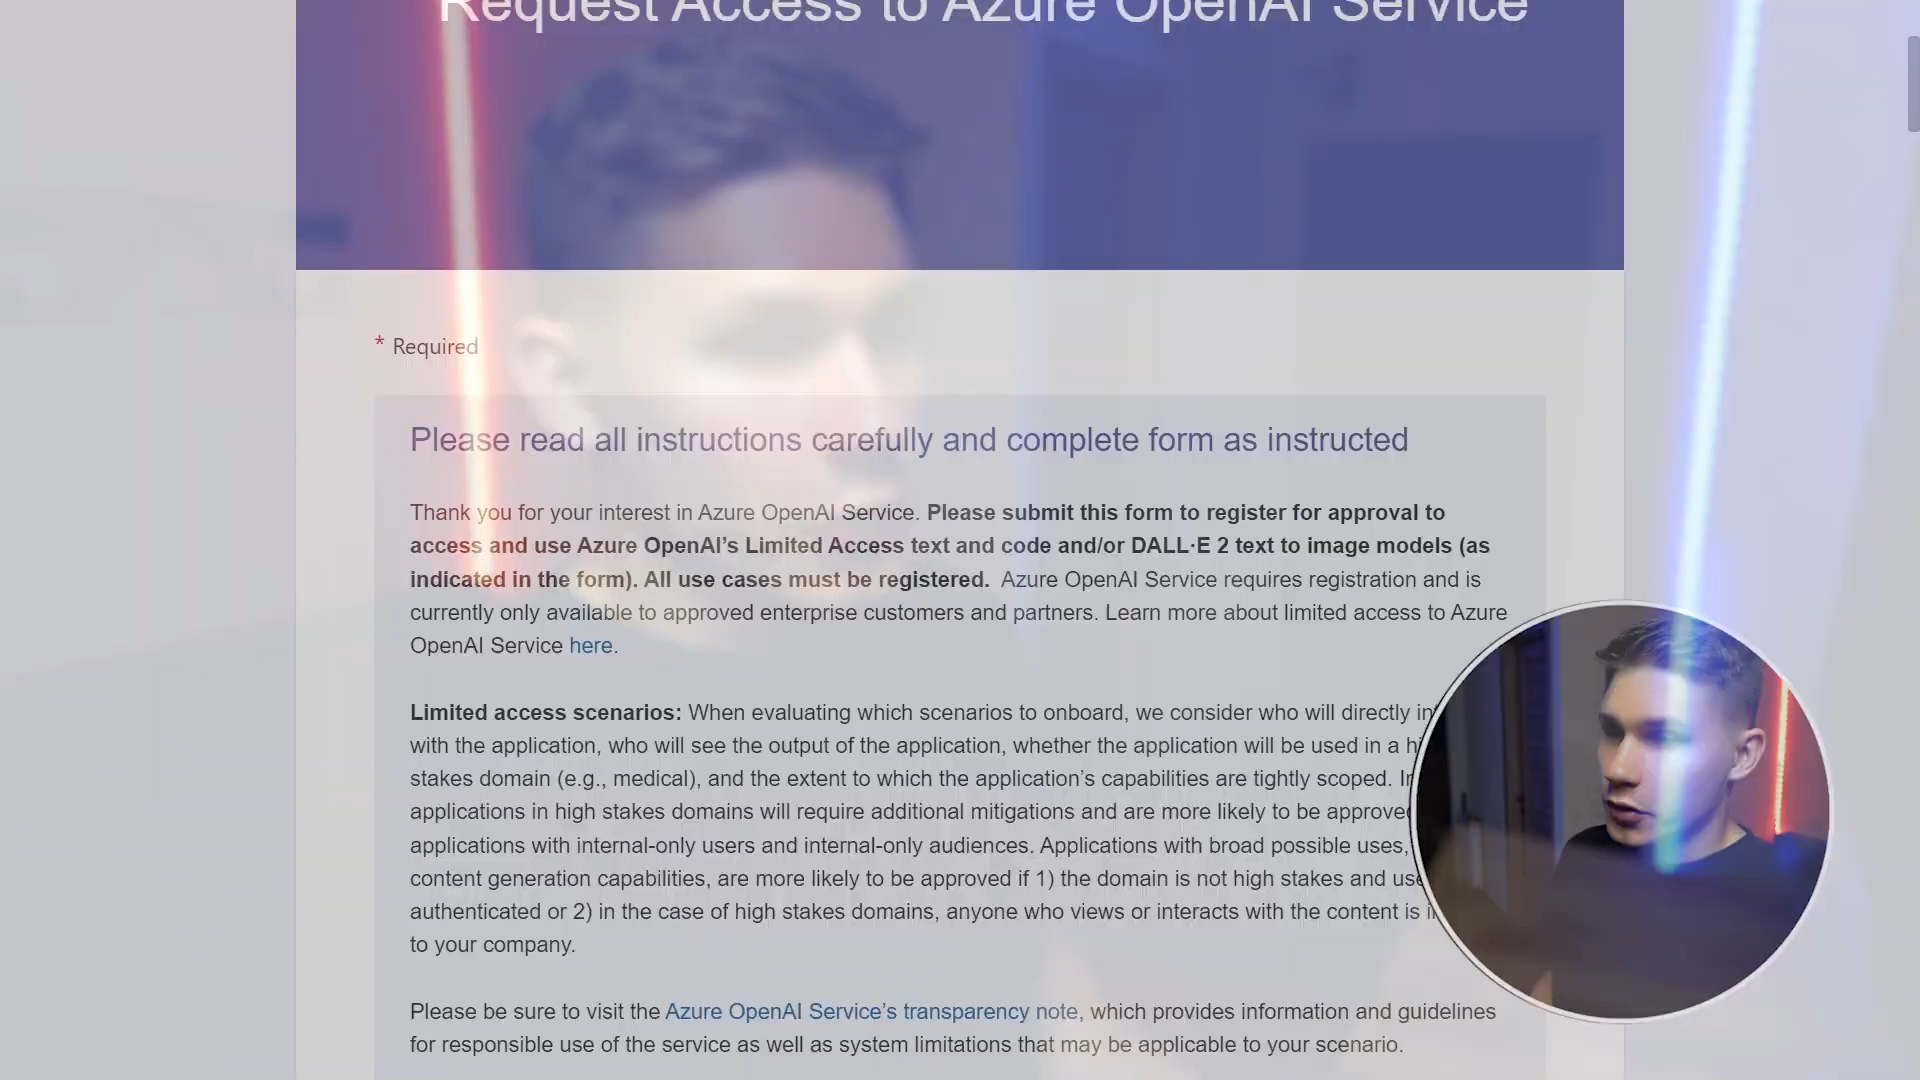 Request Access to Azure OpenAI Service
* Required
Please read all instructions carefully and complete form as instructed
Thank you for your interest in Azure OpenAI Service. Please submit this form to register for approval to
access and use Azure OpenAI’s Limited Access text and code and/or DALL·E 2 text to image models (as
indicated in the form). All use cases must be registered. Azure OpenAI Service requires registration and is
currently only available to approved enterprise customers and partners. Learn more about limited access to Azure
OpenAI Service here.
Limited access scenarios: When evaluating which scenarios to onboard, we consider who will directly
with the application, who will see the output of the application, whether the application will be used in a
stakes domain (e.g., medical), and the extent to which the application’s capabilities are tightly scoped.
applications in high stakes domains will require additional mitigations and are more likely to be approved
applications with internal-only users and internal-only audiences. Applications with broad possible uses,
content generation capabilities, are more likely to be approved if 1) the domain is not high stakes and
authenticated or 2) in the case of high stakes domains, anyone who views or interacts with the content is
to your company.
Please be sure to visit the Azure OpenAI Service’s transparency note, which provides information and guidelines
for responsible use of the service as well as system limitations that may be applicable to your scenario.